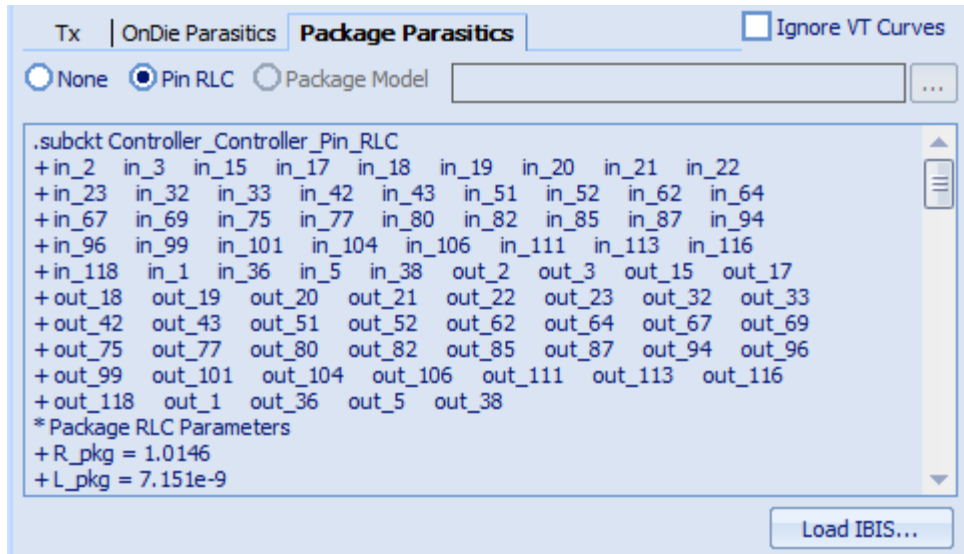 Tx OnDie Parasitics Package Parasitics Ignore VT Curves
None Pin RLC Package Model ...
.subckt Controller_Controller_Pin_RLC
+ in_2 in_3 in_15 in_17 in_18 in_19 in_20 in_21 in_22
+ in_23 in_32 in_33 in_42 in_43 in_51 in_52 in_62 in_64
+ in_67 in_69 in_75 in_77 in_80 in_82 in_85 in_87 in_94
+ in_96 in_99 in_101 in_104 in_106 in_111 in_113 in_116
+ in_118 in_1 in_36 in_5 in_38 out_2 out_3 out_15 out_17
+ out_18 out_19 out_20 out_21 out_22 out_23 out_32 out_33
+ out_42 out_43 out_51 out_52 out_62 out_64 out_67 out_69
+ out_75 out_77 out_80 out_82 out_85 out_87 out_94 out_96
+ out_99 out_101 out_104 out_106 out_111 out_113 out_116
+ out_118 out_1 out_36 out_5 out_38
* Package RLC Parameters
+ R_pkg = 1.0146
+ L_pkg = 7.151e-9
Load IBIS...